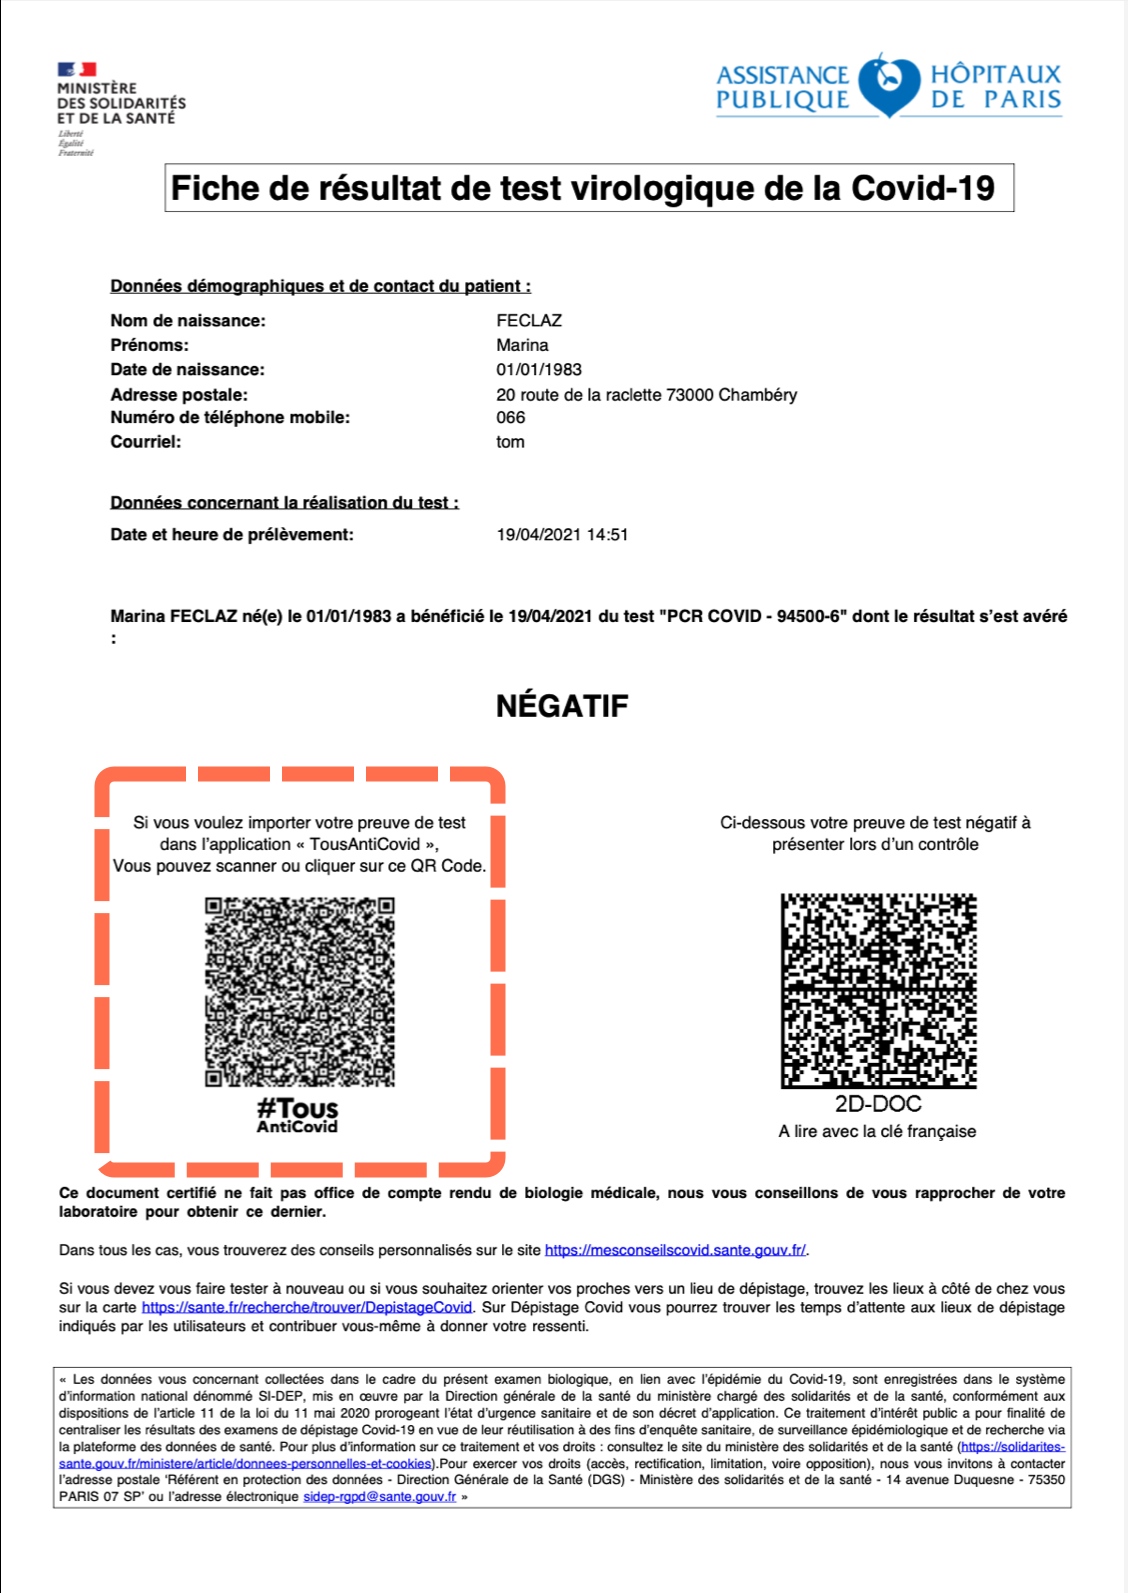 MINISTÈRE
DES SOLIDARITÉS
ET DE LA SANTÉ
Liberté
Égalité
Fraternité
ASSISTANCE HÔPITAUX
PUBLIQUE DE PARIS
Fiche de résultat de test virologique de la Covid-19
Données démographiques et de contact du patient :
Nom de naissance: FECLAZ
Prénoms: Marina
Date de naissance: 01/01/1983
Adresse postale: 20 route de la raclette 73000 Chambéry
Numéro de téléphone mobile: 066
Courriel: tom
Données concernant la réalisation du test :
Date et heure de prélèvement: 19/04/2021 14:51
Marina FECLAZ né(e) le 01/01/1983 a bénéficié le 19/04/2021 du test "PCR COVID - 94500-6" dont le résultat s'est avéré
:
NÉGATIF
Si vous voulez importer votre preuve de test
dans l'application « TousAntiCovid »,
Vous pouvez scanner ou cliquer sur ce QR Code.
#Tous
AntiCovid
Ci-dessous votre preuve de test négatif à
présenter lors d'un contrôle
2D-DOC
A lire avec la clé française
Ce document certifié ne fait pas office de compte rendu de biologie médicale, nous vous conseillons de vous rapprocher de votre
laboratoire pour obtenir ce dernier.
Dans tous les cas, vous trouverez des conseils personnalisés sur le site https://mesconseilscovid.sante.gouv.fr/.
Si vous devez vous faire tester à nouveau ou si vous souhaitez orienter vos proches vers un lieu de dépistage, trouvez les lieux à côté de chez vous
sur la carte https://sante.fr/recherche/trouver/DepistageCovid. Sur Dépistage Covid vous pourrez trouver les temps d'attente aux lieux de dépistage
indiqués par les utilisateurs et contribuer vous-même à donner votre ressenti.
« Les données vous concernant collectées dans le cadre du présent examen biologique, en lien avec l'épidémie du Covid-19, sont enregistrées dans le système
d'information national dénommé SI-DEP, mis en œuvre par la Direction générale de la santé du ministère chargé des solidarités et de la santé, conformément aux
dispositions de l'article 11 de la loi du 11 mai 2020 prorogeant l'état d'urgence sanitaire et de son décret d'application. Ce traitement d'intérêt public a pour finalité de
centraliser les résultats des examens de dépistage Covid-19 en vue de leur réutilisation à des fins d'enquête sanitaire, de surveillance épidémiologique et de recherche via
la plateforme des données de santé. Pour plus d'information sur ce traitement et vos droits : consultez le site du ministère des solidarités et de la santé (https://solidarites-
sante.gouv.fr/ministere/article/donnees-personnelles-et-cookies).Pour exercer vos droits (accès, rectification, limitation, voire opposition), nous vous invitons à contacter
l'adresse postale 'Référent en protection des données - Direction Générale de la Santé (DGS) - Ministère des solidarités et de la santé - 14 avenue Duquesne - 75350
PARIS 07 SP' ou l'adresse électronique sidep-rgpd@sante.gouv.fr »